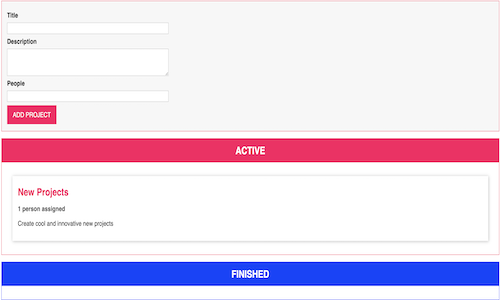 Title
Description
People
ADD PROJECT
ACTIVE
New Projects
1 person assigned
Create cool and innovative new projects
FINISHED